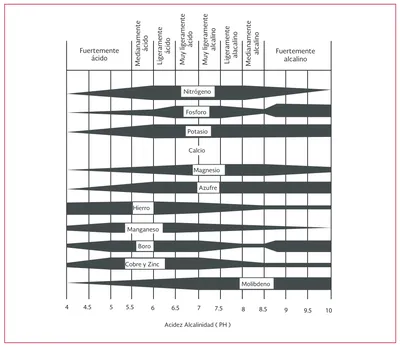 Fuertemente
ácido
Medianamente
ácido
Ligeramente
ácido
Muy ligeramente
ácido
Muy ligeramente
alcalino
Ligeramente
alacalino
Medianamente
alcalino
Fuertemente
alcalino
Nitrógeno
Fosforo
Potasio
Calcio
Magnesio
Azufre
Hierro
Manganeso
Boro
Cobre y Zinc
Molibdeno
4 4.5 5 5.5 6 6.5 7 7.5 8 8.5 9 9.5 10
Acidez Alcalinidad ( PH )